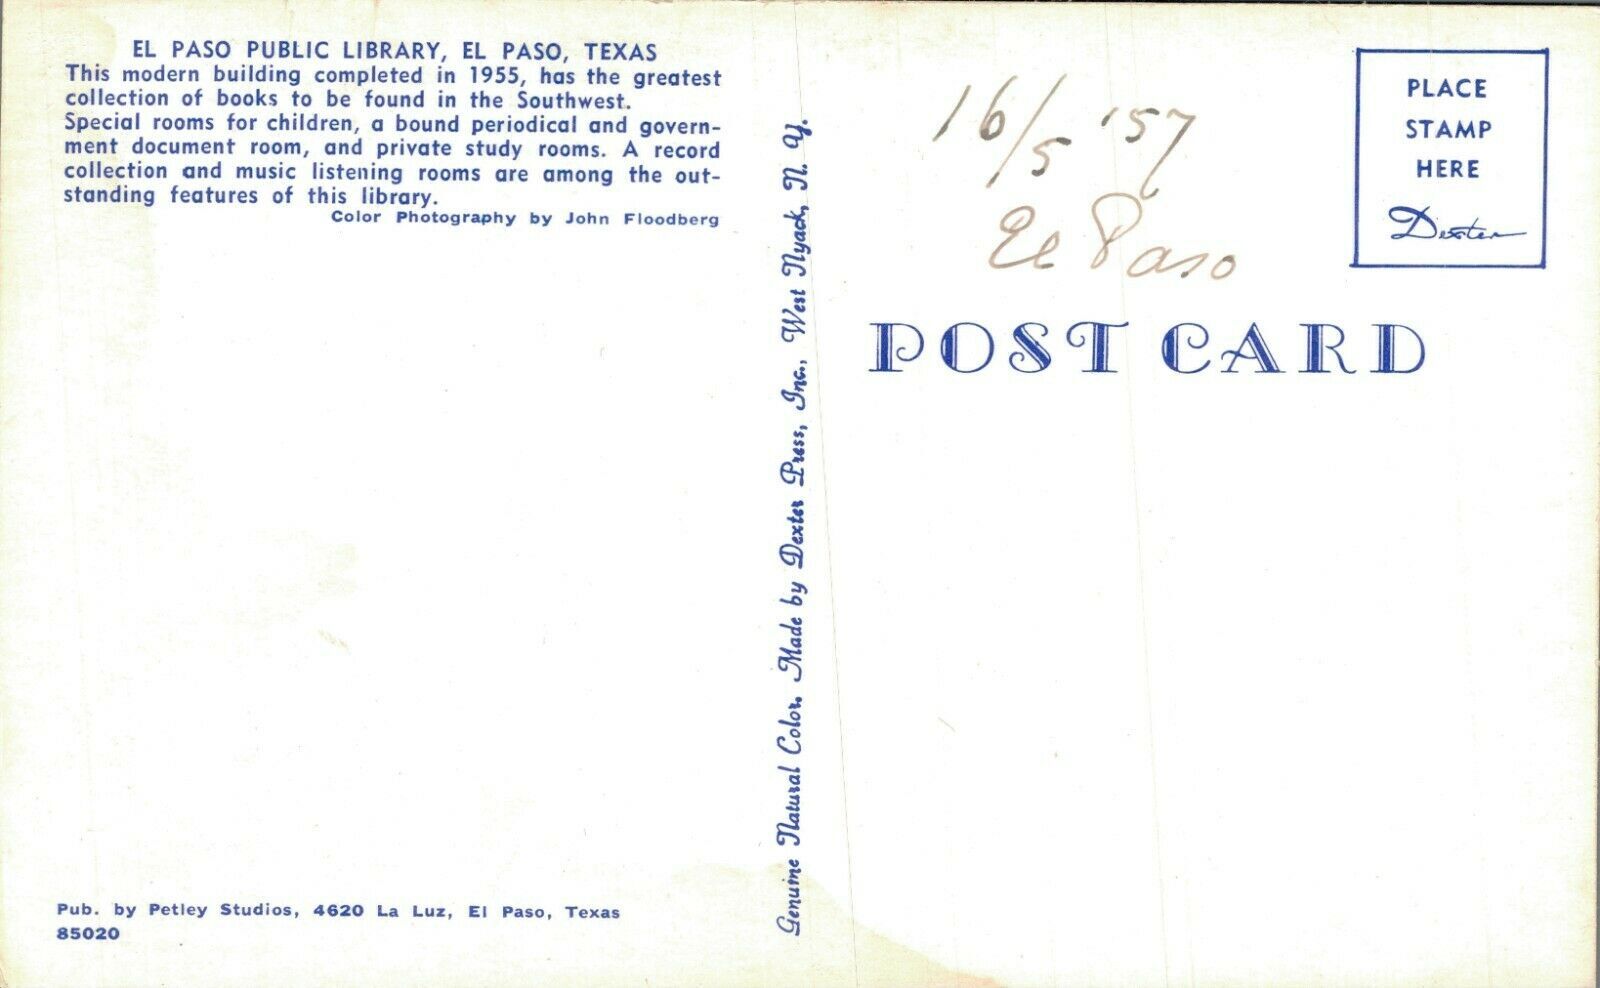 EL PASO PUBLIC LIBRARY, EL PASO, TEXAS
This modern building completed in 1955, has the greatest
collection of books to be found in the Southwest.
Special rooms for children, a bound periodical and govern-
ment document room, and private study rooms. A record
collection and music listening rooms are among the out-
standing features of this library.
Color Photography by John Floodberg
Pub. by Petley Studios, 4620 La Luz, El Paso, Texas
85020
Genuine Natural Color. Made by Dexter Press, Inc., West Nyack, N. Y.
16/5 '57
El Paso
PLACE
STAMP
HERE
Dexter
POST CARD